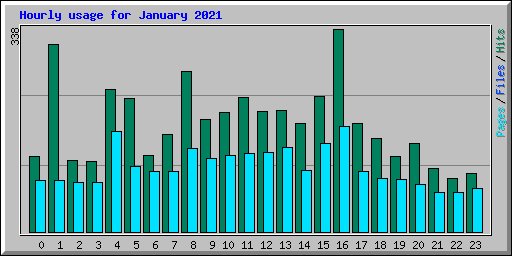 Hourly usage for January 2021
338
Pages / Files / Hits
0 1 2 3 4 5 6 7 8 9 10 11 12 13 14 15 16 17 18 19 20 21 22 23